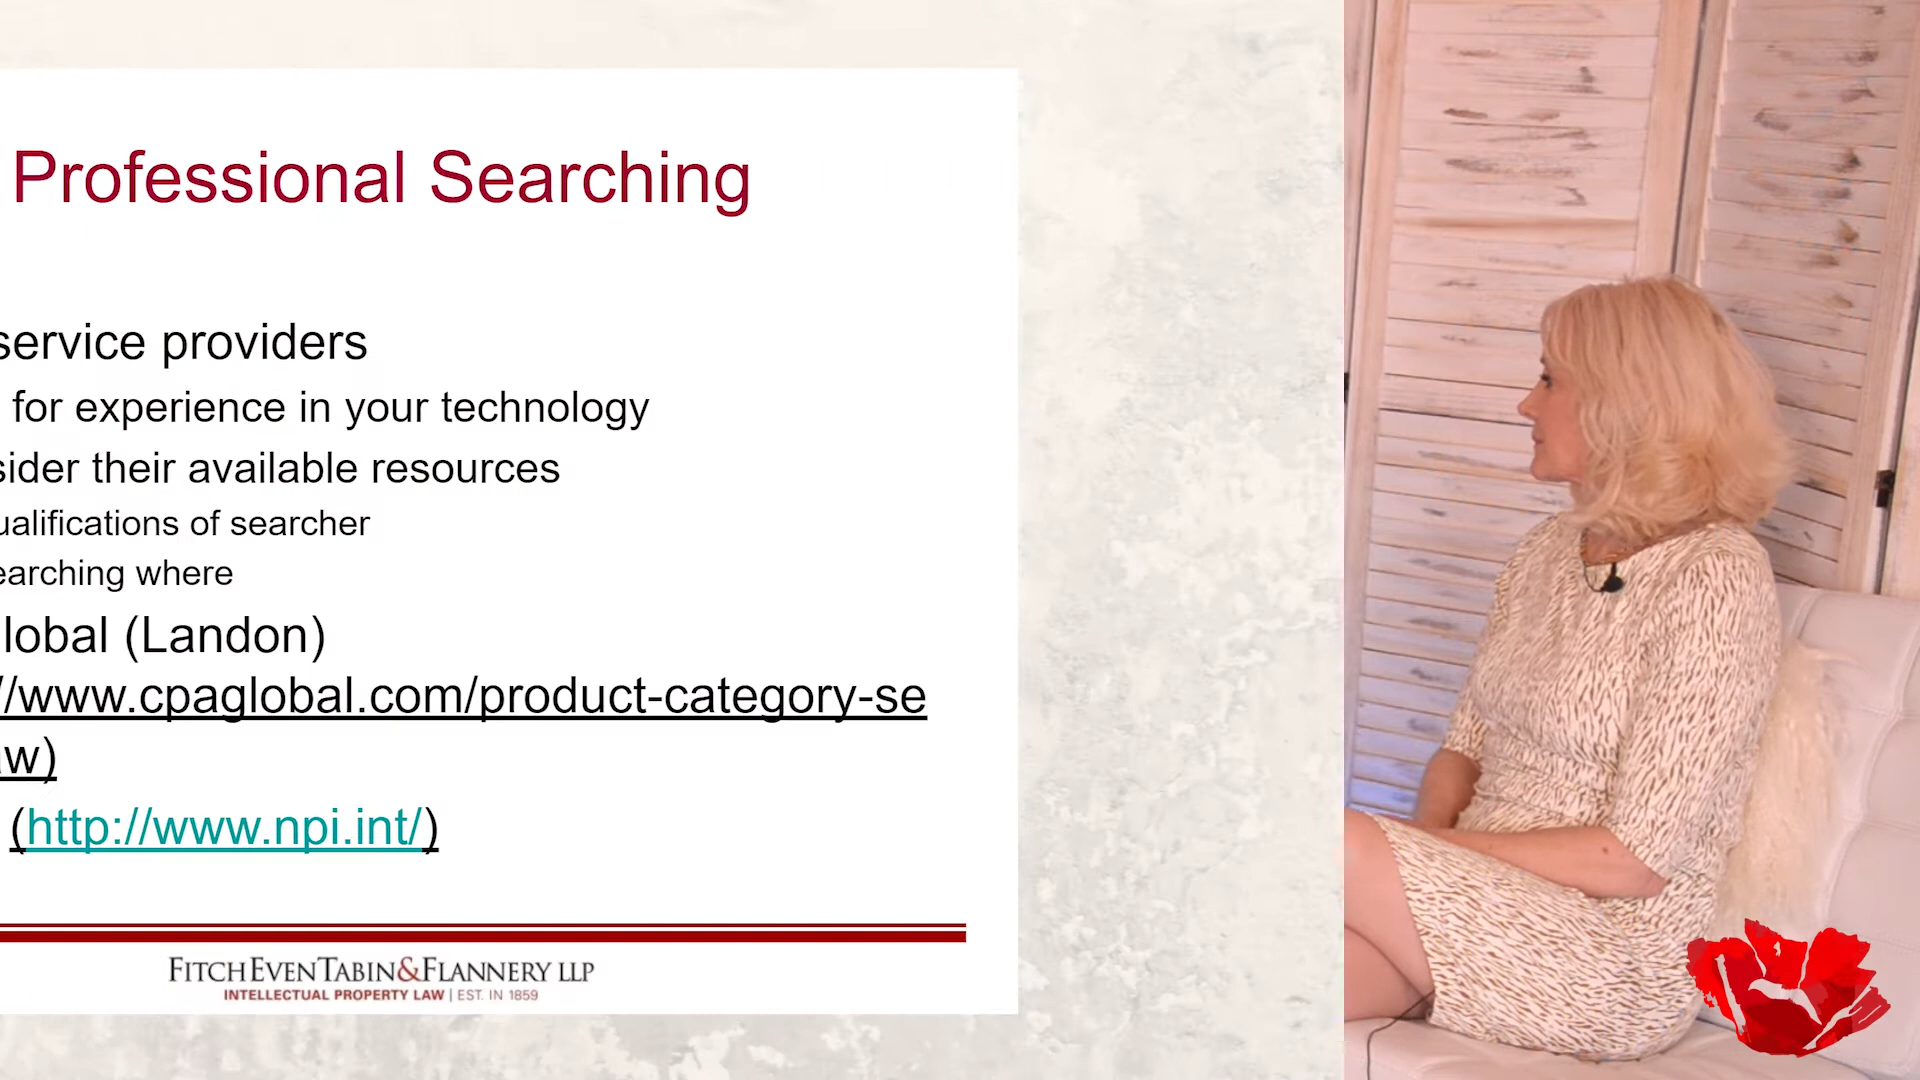 Professional Searching
service providers
for experience in your technology
sider their available resources
ualifications of searcher
earching where
lobal (Landon)
//www.cpaglobal.com/product-category-se
w)
(http://www.npi.int/)
FITCH EVEN TABIN & FLANNERY LLP
INTELLECTUAL PROPERTY LAW | EST. IN 1859